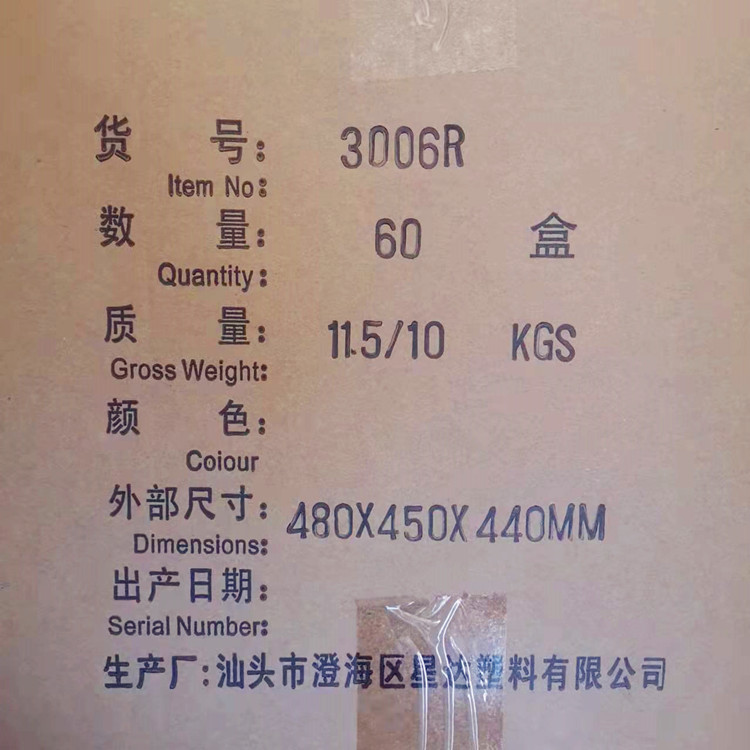 货 号: 3006R
Item No:
数 量: 60 盒
Quantity:
质 量: 11.5/10 KGS
Gross Weight:
颜 色:
Coiour
外部尺寸: 480X450X440MM
Dimensions:
出产日期:
Serial Number:
生产厂:汕头市澄海区星达塑料有限公司